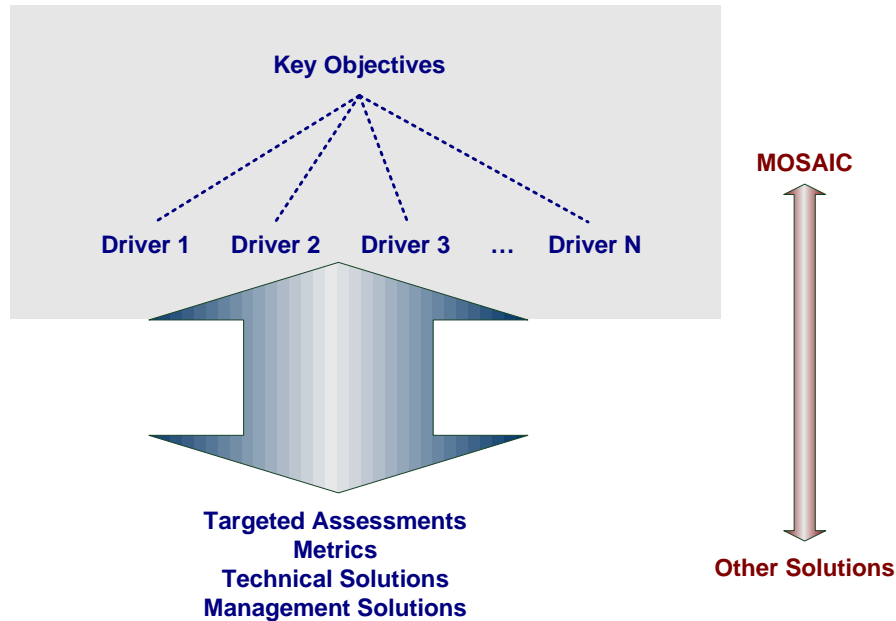 Key Objectives
MOSAIC
Driver 1 Driver 2 Driver 3 … Driver N
Targeted Assessments
Metrics
Technical Solutions
Management Solutions
Other Solutions